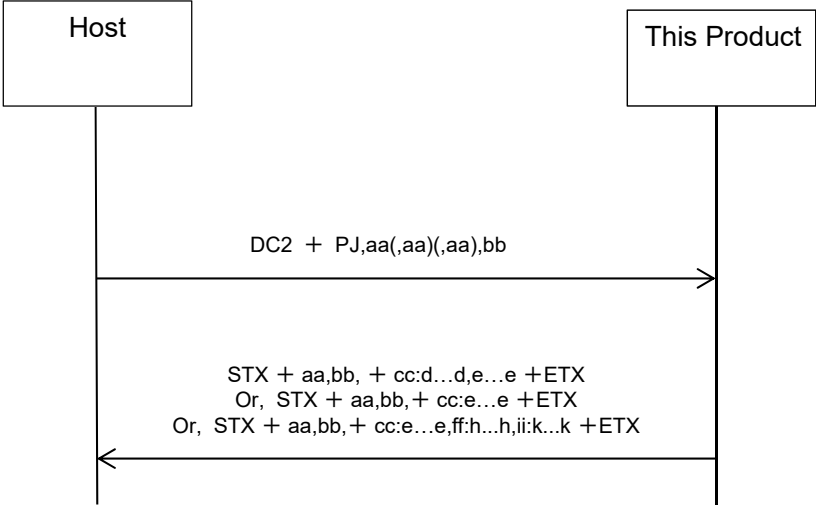 Host
This Product
DC2 + PJ,aa(,aa)(,aa),bb
STX + aa,bb, + cc:d…d,e…e +ETX
Or, STX + aa,bb,+ cc:e…e +ETX
Or, STX + aa,bb,+ cc:e…e,ff:h...h,ii:k...k +ETX